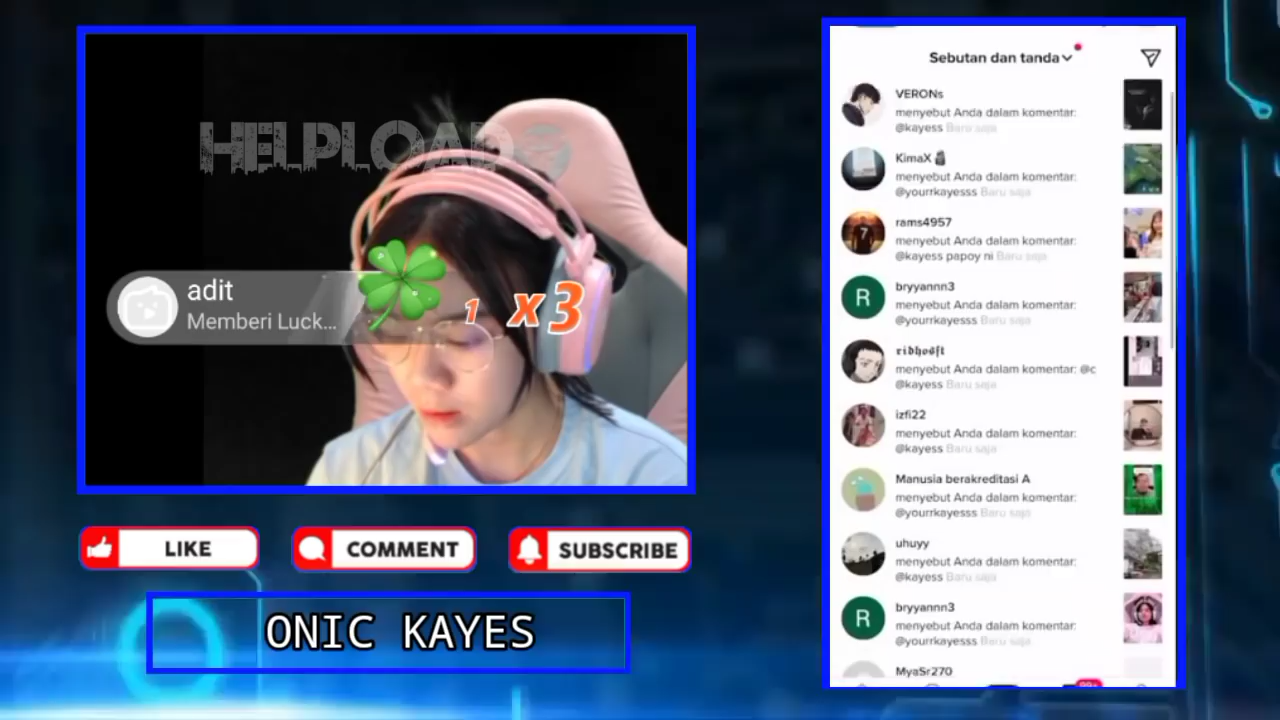 HELPLOAD
adit
Memberi Luck...
1 x3
LIKE
COMMENT
SUBSCRIBE
ONIC KAYES
Sebutan dan tanda
VERONs
menyebut Anda dalam komentar:
@kayess Baru saja
KimaX 🗿
menyebut Anda dalam komentar:
@yourrkayesss Baru saja
rams4957
menyebut Anda dalam komentar:
@kayess papoy ni Baru saja
R
bryyannn3
menyebut Anda dalam komentar:
@yourrkayesss Baru saja
𝖗𝖎𝖉𝖍𝖔𝖘𝖋𝖙
menyebut Anda dalam komentar: @c
@kayess Baru saja
izfi22
menyebut Anda dalam komentar:
@kayess Baru saja
Manusia berakreditasi A
menyebut Anda dalam komentar:
@yourrkayesss Baru saja
uhuyy
menyebut Anda dalam komentar:
@kayess Baru saja
R
bryyannn3
menyebut Anda dalam komentar:
@yourrkayesss Baru saja
MyaSr270
99+